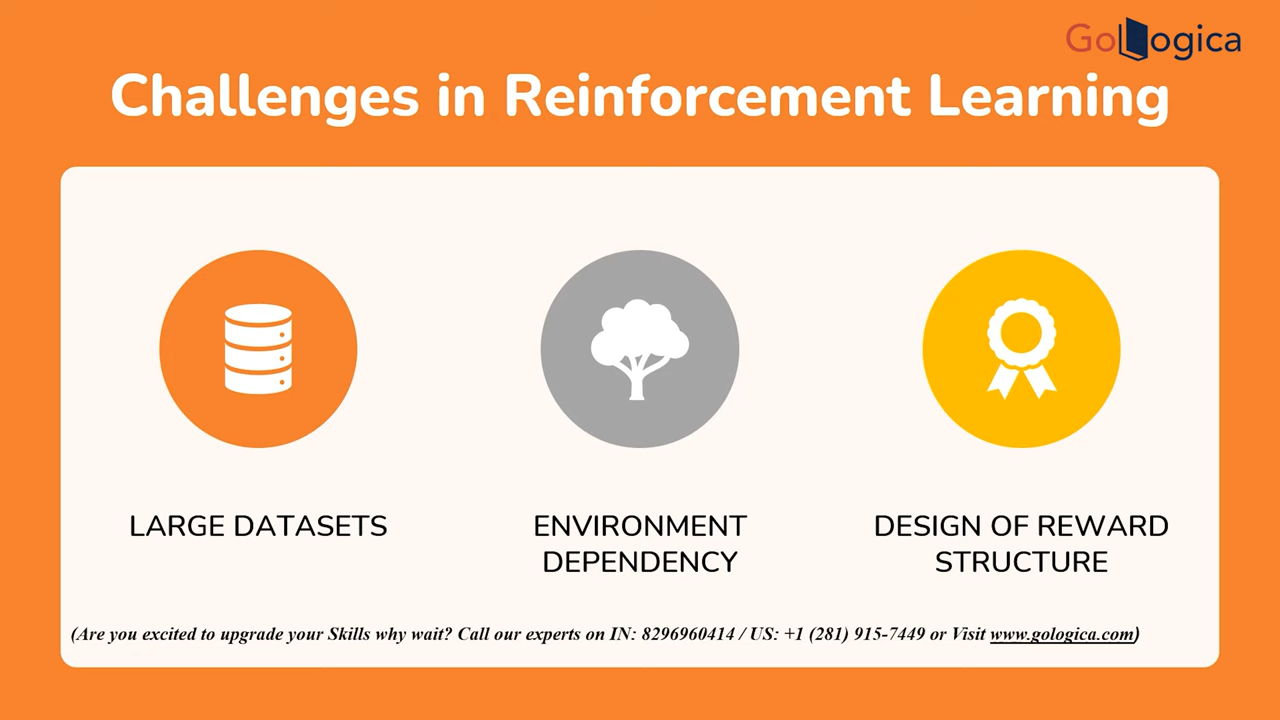 GoLogica
Challenges in Reinforcement Learning
LARGE DATASETS
ENVIRONMENT
DEPENDENCY
DESIGN OF REWARD
STRUCTURE
(Are you excited to upgrade your Skills why wait? Call our experts on IN: 8296960414 / US: +1 (281) 915-7449 or Visit www.gologica.com)